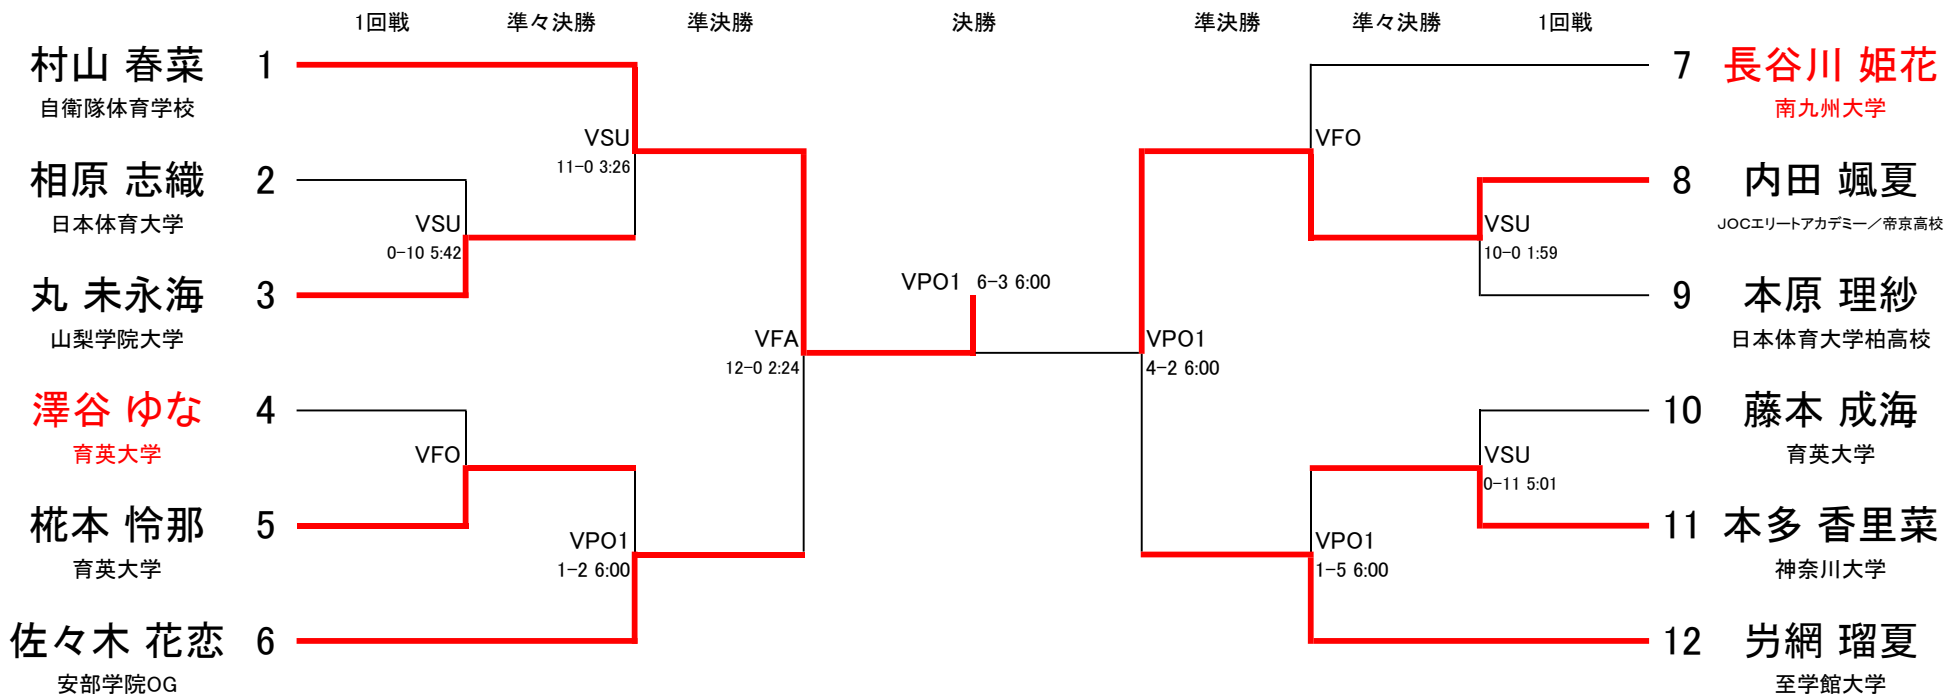 1回戦 準々決勝 準決勝 決勝 準決勝 準々決勝 1回戦
村山 春菜 1
自衛隊体育学校
7 長谷川 姫花
南九州大学
VSU
11-0 3:26
VFO
相原 志織 2
日本体育大学
8 内田 颯夏
JOCエリートアカデミー／帝京高校
VSU
0-10 5:42
VSU
10-0 1:59
丸 未永海 3
山梨学院大学
VPO1 6-3 6:00
9 本原 理紗
日本体育大学柏高校
VFA
12-0 2:24
VPO1
4-2 6:00
澤谷 ゆな 4
育英大学
10 藤本 成海
育英大学
VFO
VSU
0-11 5:01
椛本 怜那 5
育英大学
11 本多 香里菜
神奈川大学
VPO1
1-2 6:00
VPO1
1-5 6:00
佐々木 花恋 6
安部学院OG
12 屶網 瑠夏
至学館大学